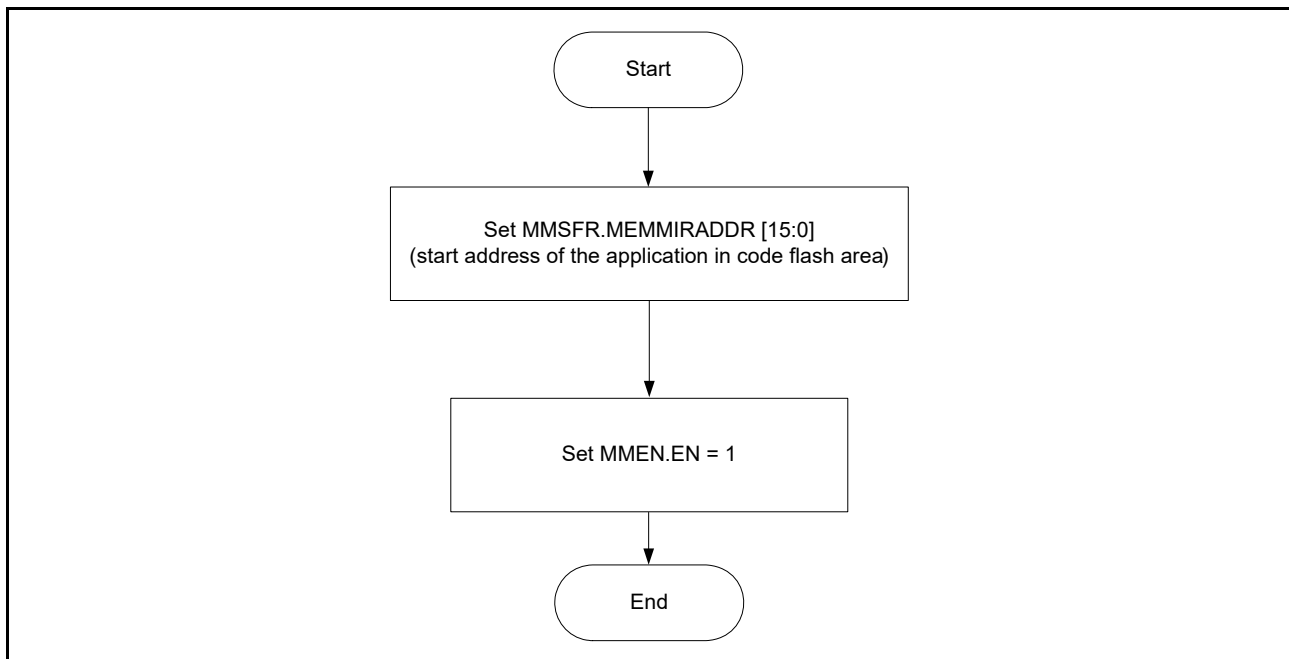 Start
Set MMSFR.MEMMIRADDR [15:0]
(start address of the application in code flash area)
Set MMEN.EN = 1
End